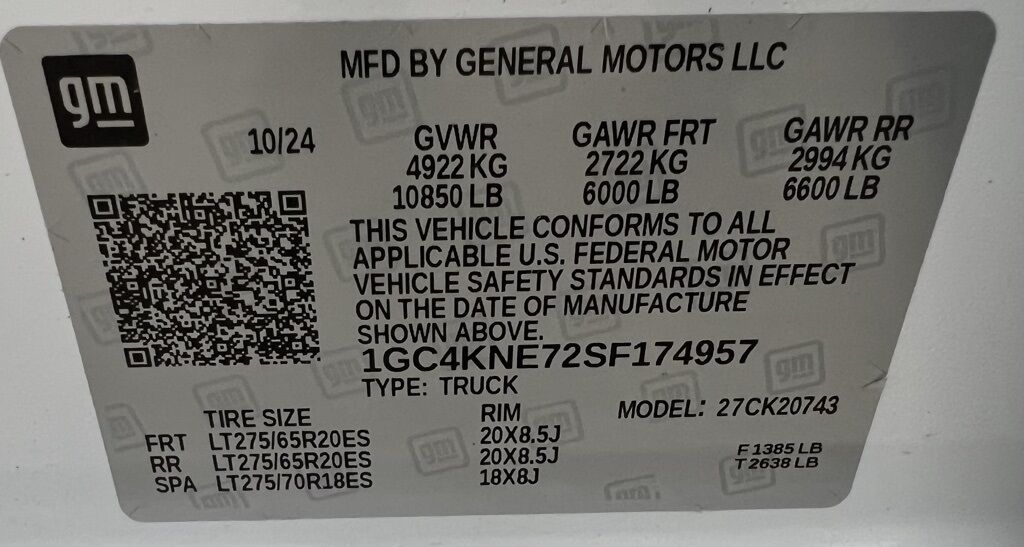 gm
MFD BY GENERAL MOTORS LLC
10/24 GVWR GAWR FRT GAWR RR
4922 KG 2722 KG 2994 KG
10850 LB 6000 LB 6600 LB
THIS VEHICLE CONFORMS TO ALL
APPLICABLE U.S. FEDERAL MOTOR
VEHICLE SAFETY STANDARDS IN EFFECT
ON THE DATE OF MANUFACTURE
SHOWN ABOVE.
1GC4KNE72SF174957
TYPE: TRUCK
TIRE SIZE RIM MODEL: 27CK20743
FRT LT275/65R20ES 20X8.5J
RR LT275/65R20ES 20X8.5J
SPA LT275/70R18ES 18X8J
F 1385 LB
T 2638 LB